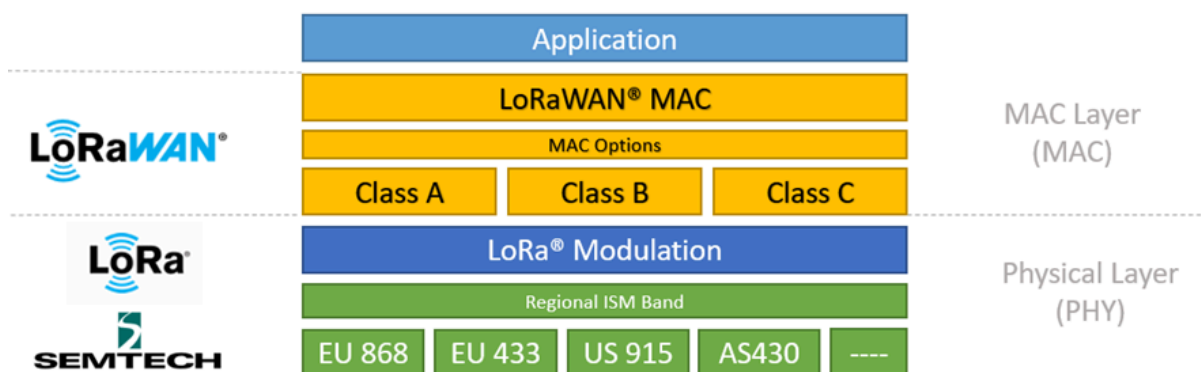 Application
LoRaWAN® MAC
MAC Options
Class A
Class B
Class C
LoRa® Modulation
Regional ISM Band
EU 868
EU 433
US 915
AS430
----
LoRaWAN®
LoRa®
SEMTECH
MAC Layer
(MAC)
Physical Layer
(PHY)